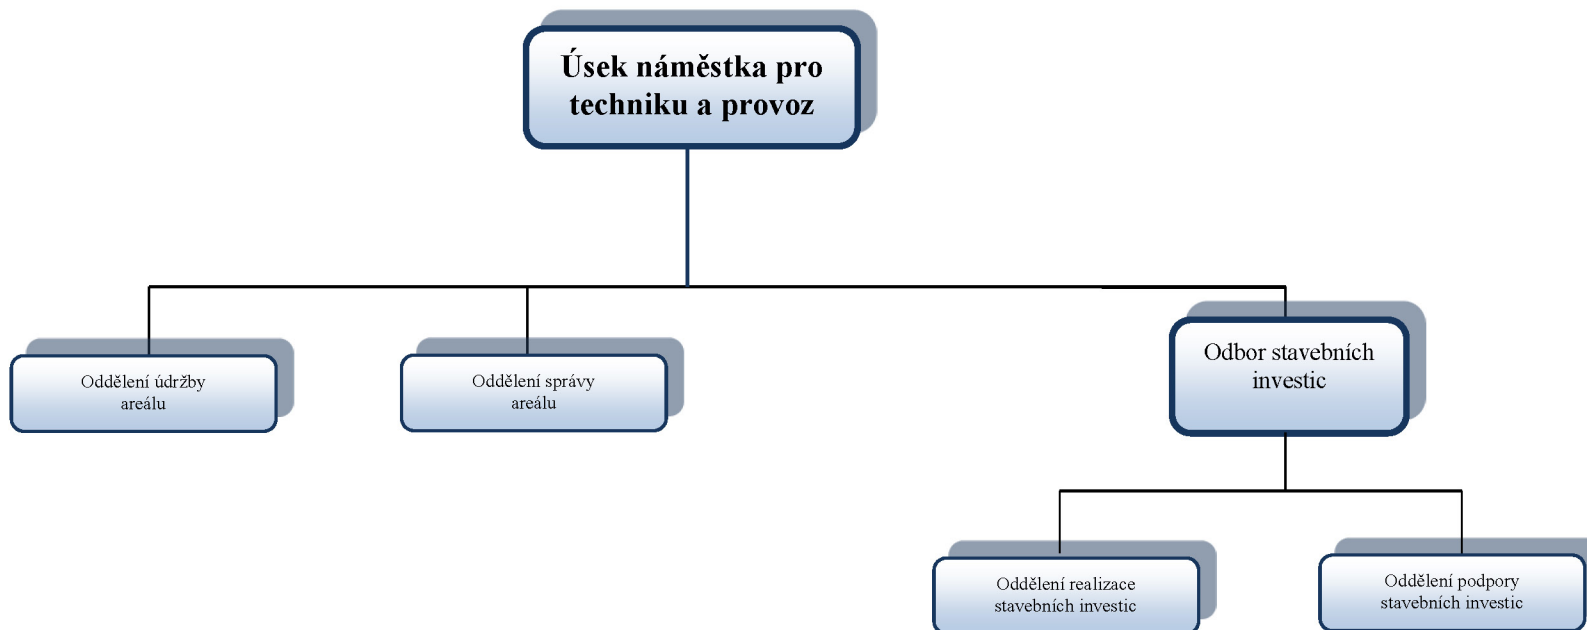 Úsek náměstka pro
techniku a provoz
Oddělení údržby
areálu
Oddělení správy
areálu
Odbor stavebních
investic
Oddělení realizace
stavebních investic
Oddělení podpory
stavebních investic